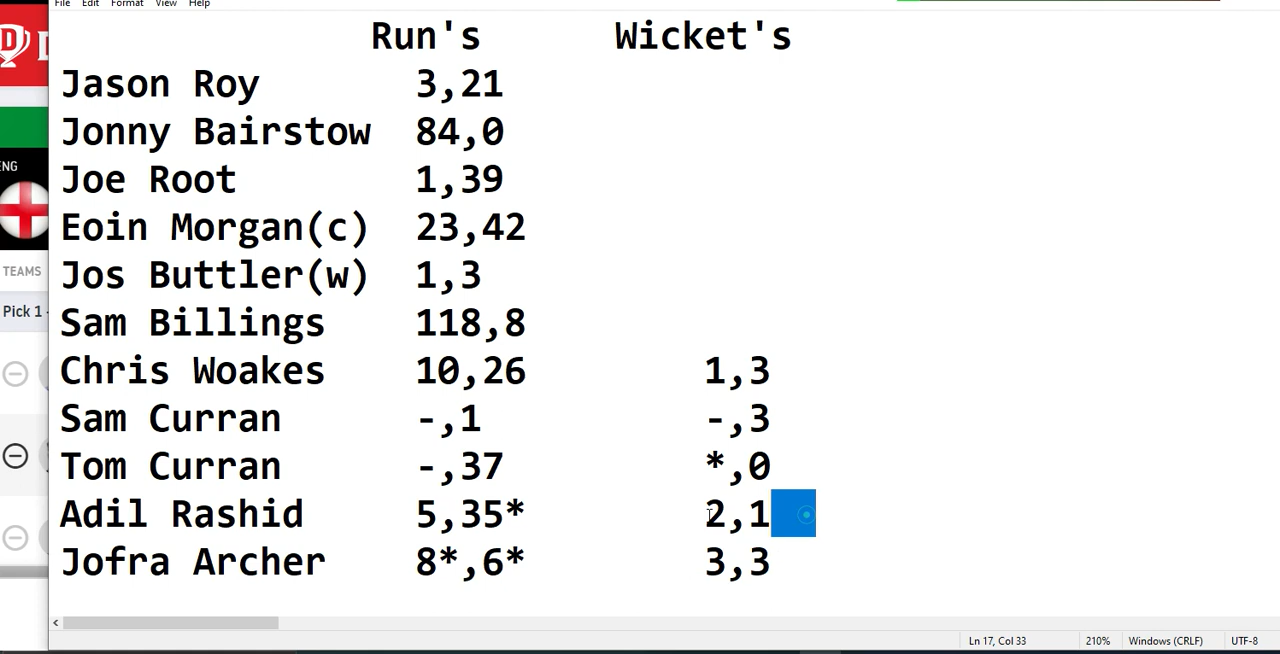 File Edit Format View Help
Run's Wicket's
Jason Roy 3,21
Jonny Bairstow 84,0
Joe Root 1,39
Eoin Morgan(c) 23,42
Jos Buttler(w) 1,3
Sam Billings 118,8
Chris Woakes 10,26 1,3
Sam Curran -,1 -,3
Tom Curran -,37 *,0
Adil Rashid 5,35* 2,1
Jofra Archer 8*,6* 3,3
D
ENG
TEAMS
Pick 1 -
Ln 17, Col 33 210% Windows (CRLF) UTF-8